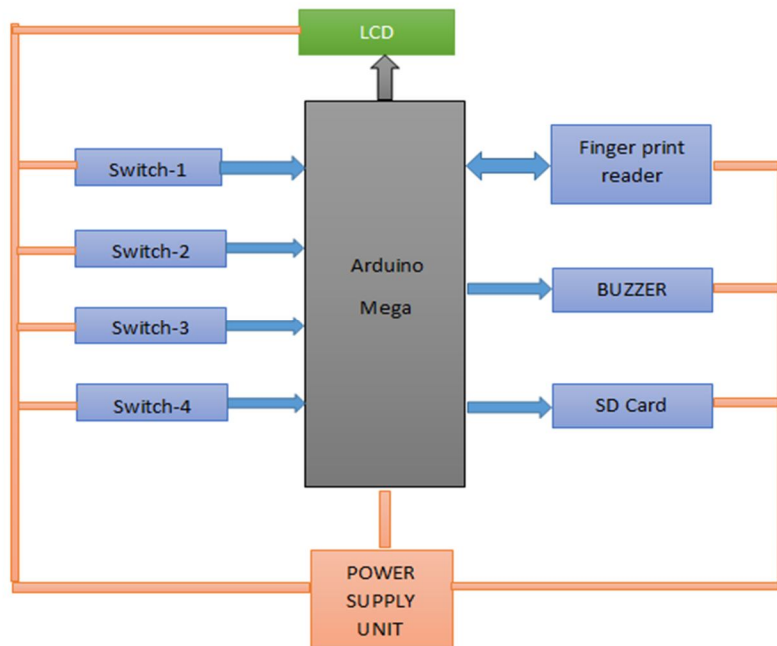 LCD
Switch-1
Switch-2
Switch-3
Switch-4
Arduino
Mega
Finger print
reader
BUZZER
SD Card
POWER
SUPPLY
UNIT